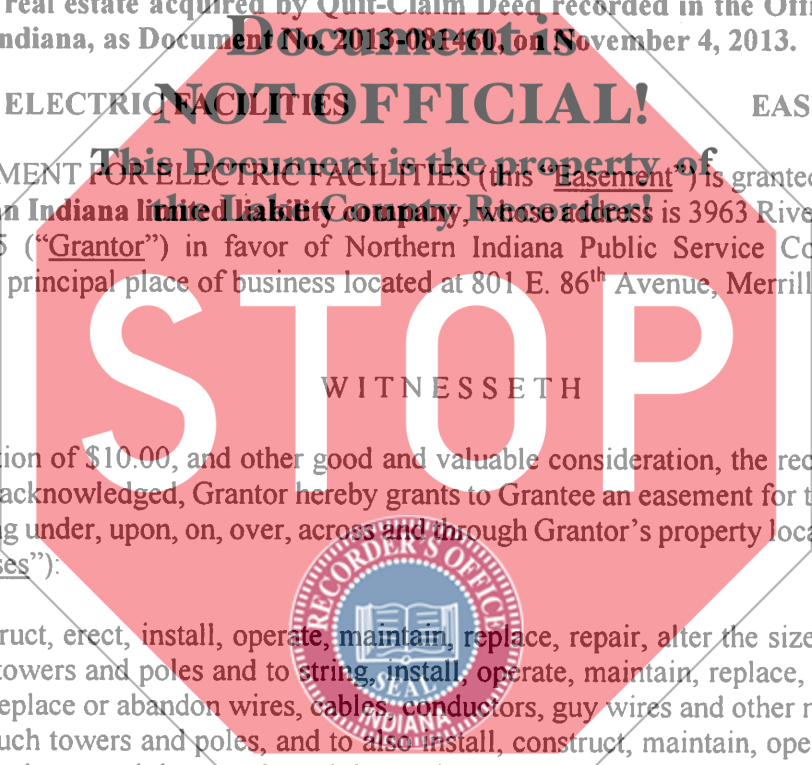 real estate acquired by Quit-Claim Deed recorded in the Offi
ndiana, as Document No. 2013-081460, on November 4, 2013.
Document is
ELECTRIC FACILITIES EAS
NOT OFFICIAL!
This Document is the property of
MENT FOR ELECTRIC FACILITIES (this “Easement”) is granted
the Lake County Recorder!
n Indiana limited liability company, whose address is 3963 Rive
5 (“Grantor”) in favor of Northern Indiana Public Service Co
principal place of business located at 801 E. 86th Avenue, Merrill
STOP
WITNESSETH
tion of $10.00, and other good and valuable consideration, the rec
acknowledged, Grantor hereby grants to Grantee an easement for t
ng under, upon, on, over, across and through Grantor’s property loca
ses”):
RECORDER'S OFFICE
SEAL
INDIANA
ruct, erect, install, operate, maintain, replace, repair, alter the size
towers and poles and to string, install, operate, maintain, replace,
eplace or abandon wires, cables, conductors, guy wires and other
uch towers and poles, and to also install, construct, maintain, ope